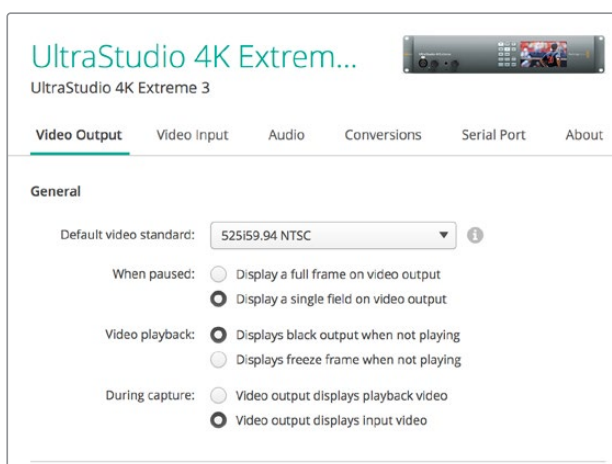 UltraStudio 4K Extrem...
UltraStudio 4K Extreme 3
Video Output Video Input Audio Conversions Serial Port About
General
Default video standard: 525i59.94 NTSC
When paused: Display a full frame on video output
Display a single field on video output
Video playback: Displays black output when not playing
Displays freeze frame when not playing
During capture: Video output displays playback video
Video output displays input video